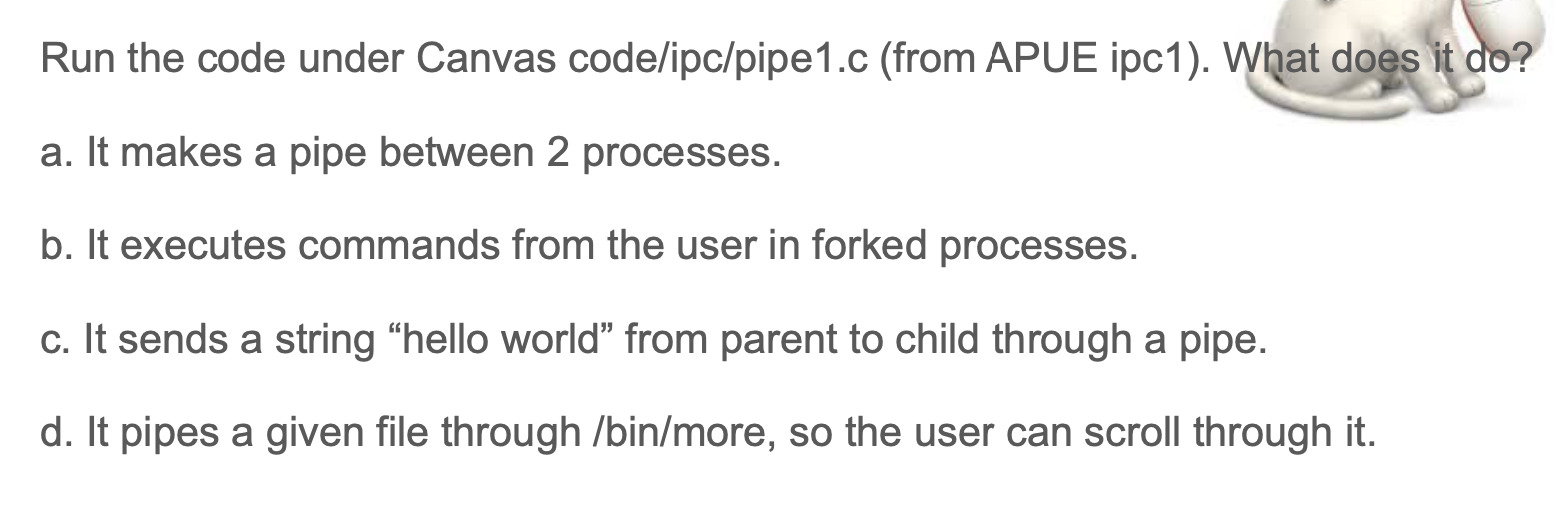 Run the code under Canvas code/ipc/pipe1.c (from APUE ipc1). What does it do?
a. It makes a pipe between 2 processes.
b. It executes commands from the user in forked processes.
c. It sends a string “hello world” from parent to child through a pipe.
d. It pipes a given file through /bin/more, so the user can scroll through it.